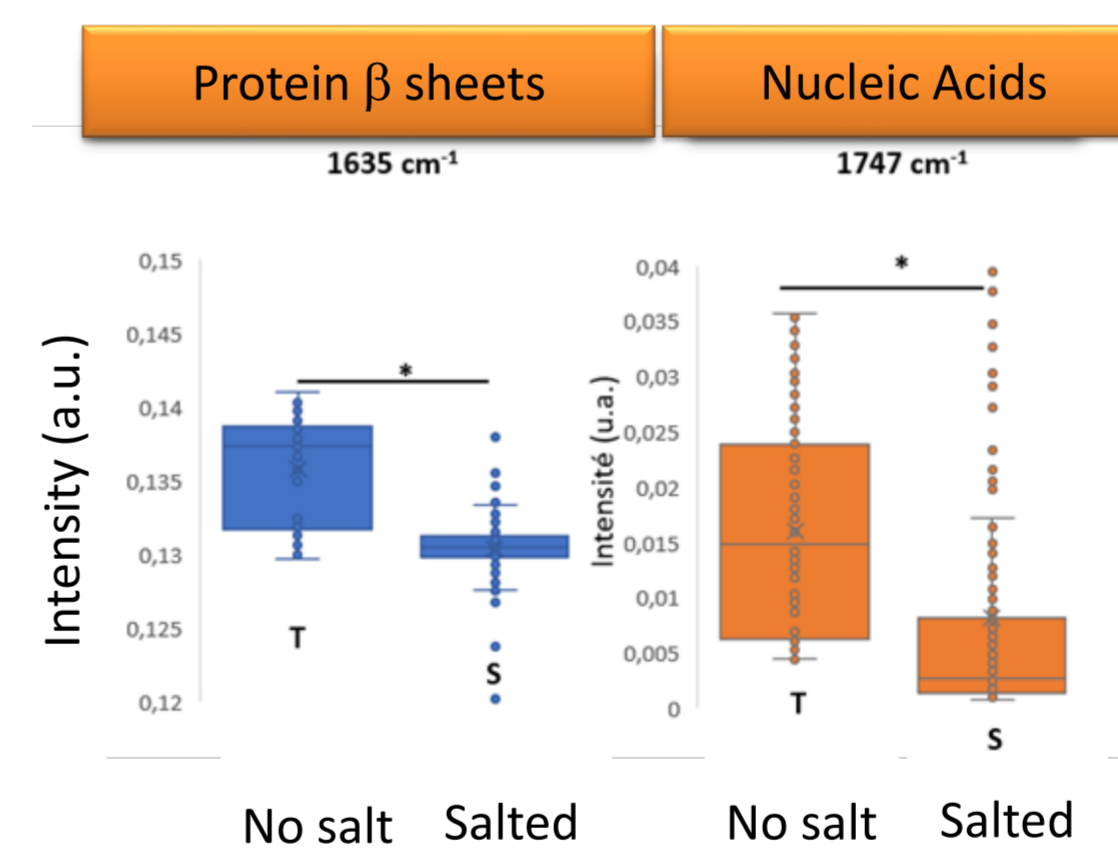 Protein β sheets
Nucleic Acids
1635 cm⁻¹
1747 cm⁻¹
Intensity (a.u.)
0,15
0,145
0,14
0,135
0,13
0,125
0,12
*
T
S
Intensité (u.a.)
0,04
0,035
0,03
0,025
0,02
0,015
0,01
0,005
0
*
T
S
No salt
Salted
No salt
Salted